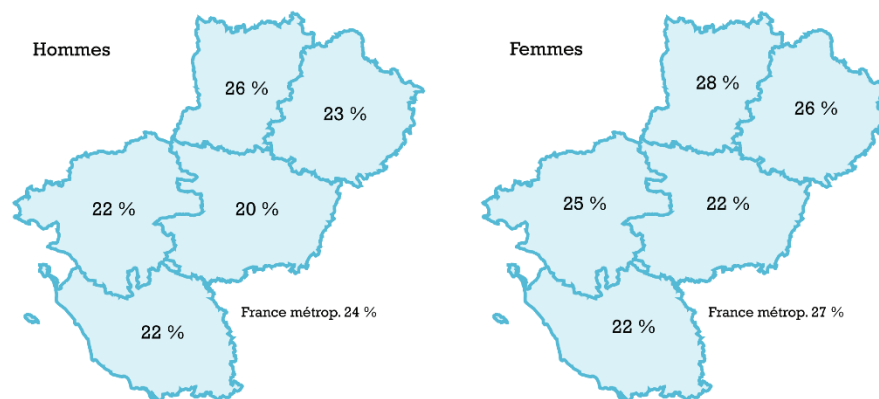 Hommes
26 %
23 %
22 %
20 %
22 %
France métrop. 24 %
Femmes
28 %
26 %
25 %
22 %
22 %
France métrop. 27 %